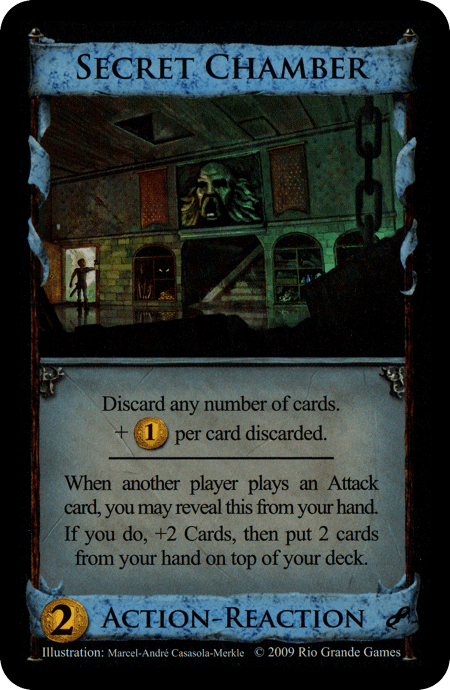 SECRET CHAMBER
Discard any number of cards.
+ 1 per card discarded.
When another player plays an Attack
card, you may reveal this from your hand.
If you do, +2 Cards, then put 2 cards
from your hand on top of your deck.
2 ACTION-REACTION
Illustration: Marcel-André Casasola-Merkle © 2009 Rio Grande Games